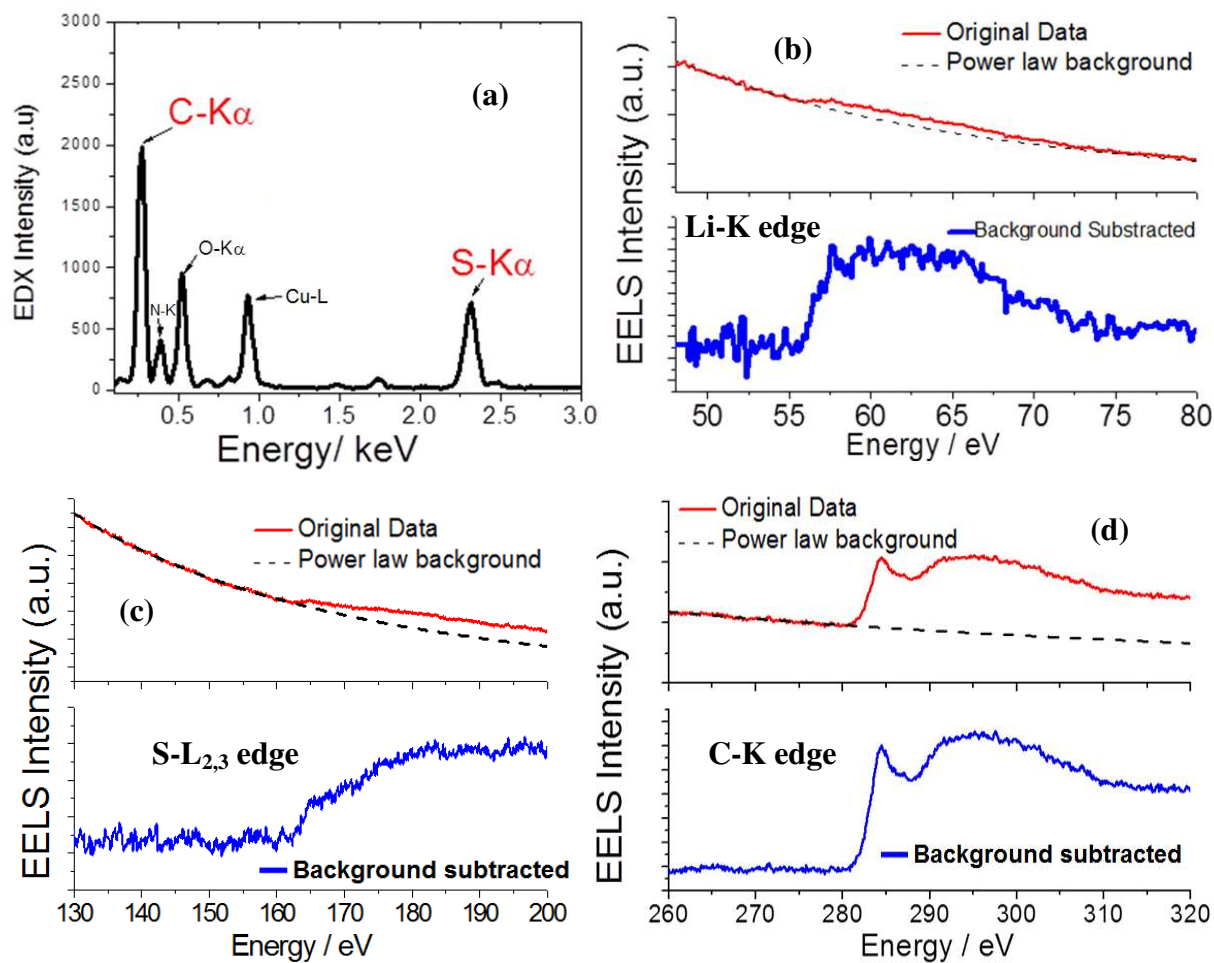 (a)
3000
2500
2000
1500
1000
500
0
EDX Intensity (a.u)
C-Kα
N-K
O-Kα
Cu-L
S-Kα
0.5
1.0
1.5
2.0
2.5
3.0
Energy/ keV
(b)
Original Data
Power law background
EELS Intensity (a.u.)
Li-K edge
Background Substracted
50
55
60
65
70
75
80
Energy / eV
(c)
Original Data
Power law background
EELS Intensity (a.u.)
S-L2,3 edge
Background subtracted
130
140
150
160
170
180
190
200
Energy / eV
(d)
Original Data
Power law background
EELS Intensity (a.u.)
C-K edge
Background subtracted
260
270
280
290
300
310
320
Energy / eV